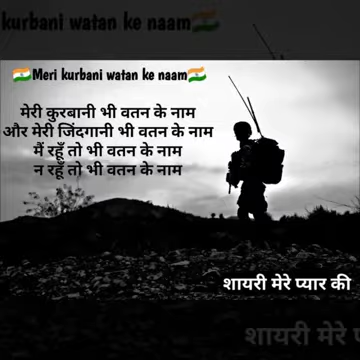 kurbani watan ke naam🇮🇳
🇮🇳Meri kurbani watan ke naam🇮🇳
मेरी कुरबानी भी वतन के नाम
और मेरी जिंदगानी भी वतन के नाम
मैं रहूँ तो भी वतन के नाम
न रहूँ तो भी वतन के नाम
शायरी मेरे प्यार की
शायरी मेरे